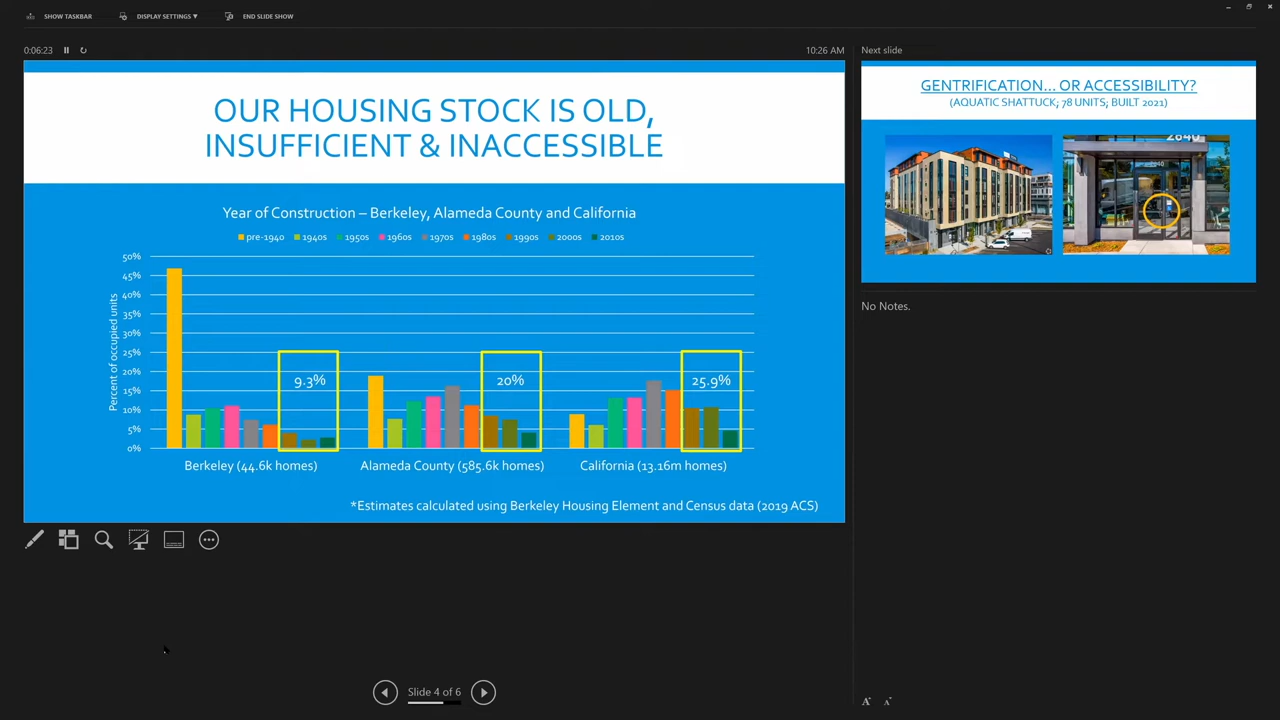 SHOW TASKBAR
DISPLAY SETTINGS ▼
END SLIDE SHOW
0:06:23
10:26 AM
OUR HOUSING STOCK IS OLD,
INSUFFICIENT & INACCESSIBLE
Year of Construction – Berkeley, Alameda County and California
pre-1940 1940s 1950s 1960s 1970s 1980s 1990s 2000s 2010s
Percent of occupied units
50%
45%
40%
35%
30%
25%
20%
15%
10%
5%
0%
9.3%
20%
25.9%
Berkeley (44.6k homes)
Alameda County (585.6k homes)
California (13.16m homes)
*Estimates calculated using Berkeley Housing Element and Census data (2019 ACS)
Slide 4 of 6
Next slide
GENTRIFICATION... OR ACCESSIBILITY?
(AQUATIC SHATTUCK; 78 UNITS; BUILT 2021)
2840
No Notes.
A
A